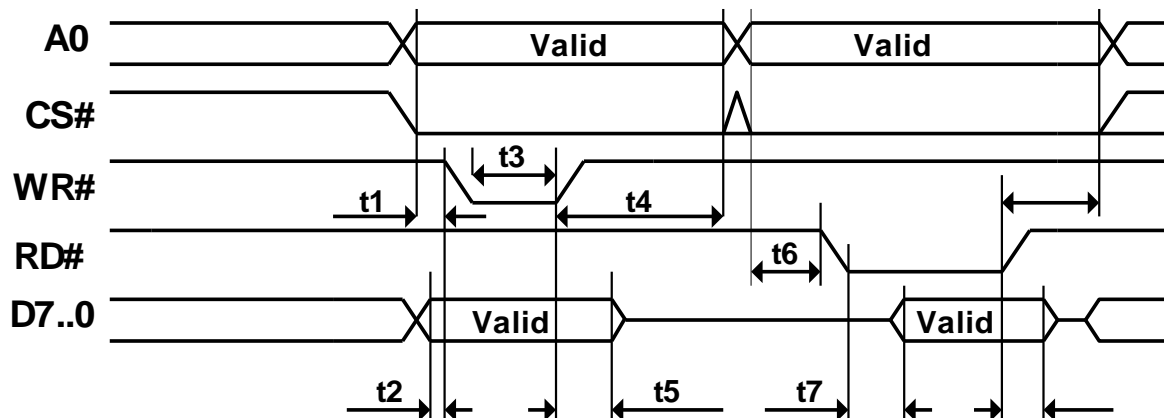 A0 Valid Valid
CS#
t3
WR#
t1 t4
RD# t6
D7..0 Valid Valid
t2 t5 t7